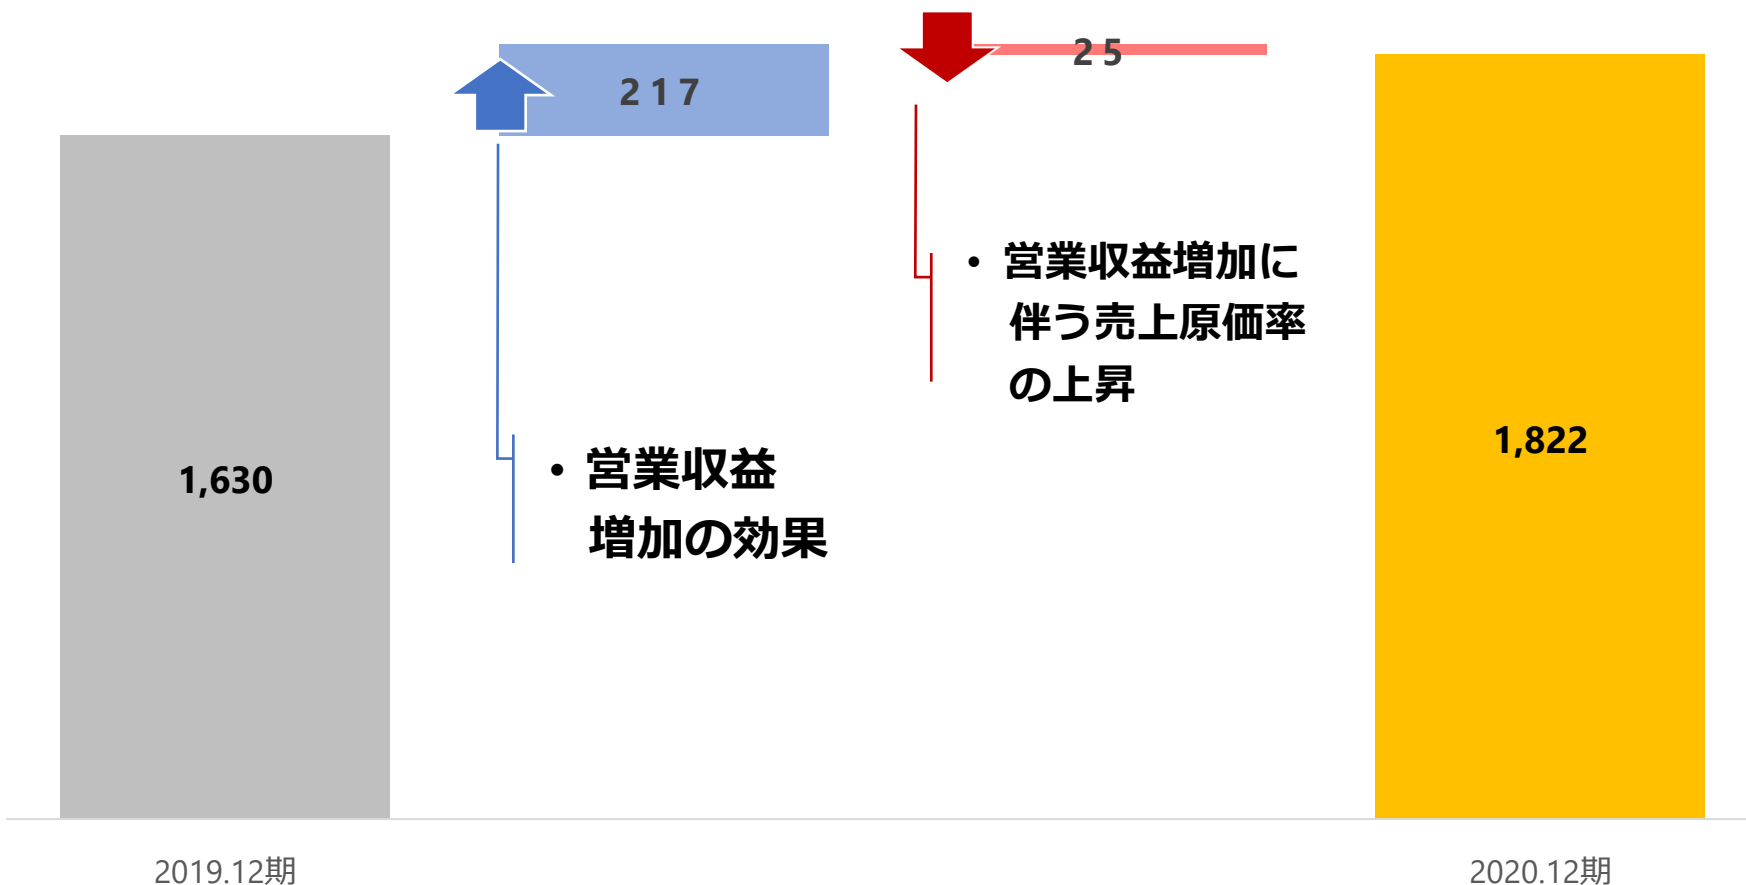 217
25
1,630
・営業収益
増加の効果
・営業収益増加に
伴う売上原価率
の上昇
1,822
2019.12期
2020.12期